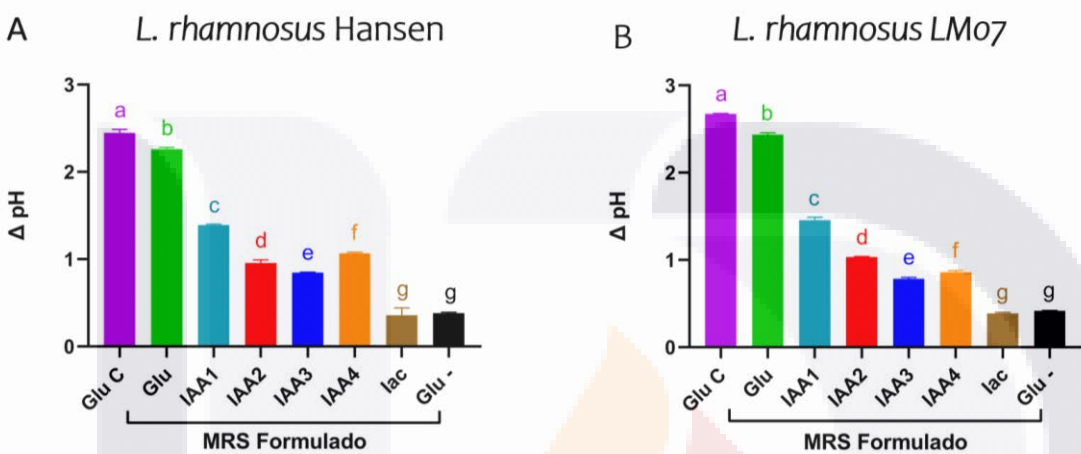 A
L. rhamnosus Hansen
3
2
1
0
Δ pH
a
b
c
d
e
f
g
g
Glu C
Glu
IAA1
IAA2
IAA3
IAA4
lac
Glu -
MRS Formulado
B
L. rhamnosus LM07
3
2
1
0
Δ pH
a
b
c
d
e
f
g
g
Glu C
Glu
IAA1
IAA2
IAA3
IAA4
lac
Glu -
MRS Formulado